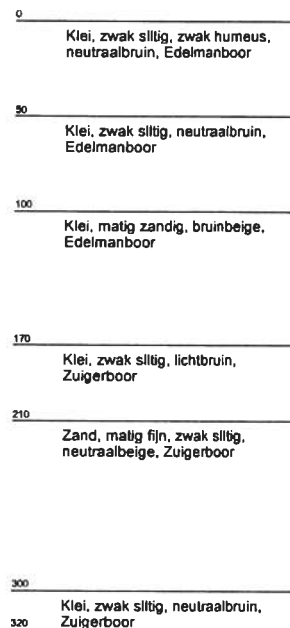 0
Klei, zwak siltig, zwak humeus,
neutraalbruin, Edelmanboor
50
Klei, zwak siltig, neutraalbruin,
Edelmanboor
100
Klei, matig zandig, bruinbeige,
Edelmanboor
170
Klei, zwak siltig, lichtbruin,
Zuigerboor
210
Zand, matig fijn, zwak siltig,
neutraalbeige, Zuigerboor
300
Klei, zwak siltig, neutraalbruin,
320 Zuigerboor